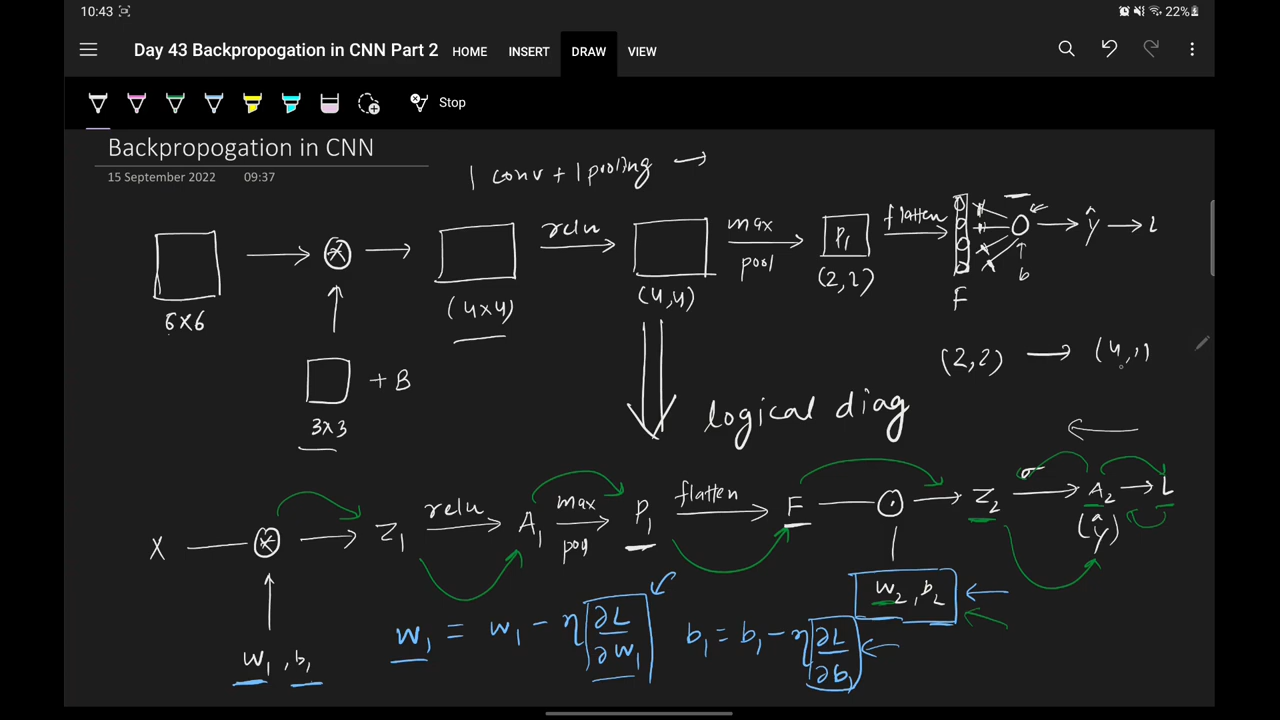 10:43
22%
Day 43 Backpropogation in CNN Part 2 HOME INSERT DRAW VIEW
Stop
Backpropogation in CNN
15 September 2022 09:37
1 conv + 1 pooling →
relu max pool P1 flatten ŷ → L
6x6 (4x4) (4,4) (2,2) b
F
(2,2) → (4,1)
+ B
3x3
logical diag
X → * → Z1 relu → A1 max pool → P1 flatten → F → ⊙ → Z2 σ → A2 → L
(ŷ)
W2, b2
W1 = W1 - η ∂L/∂W1 b1 = b1 - η ∂L/∂b1
W1, b1